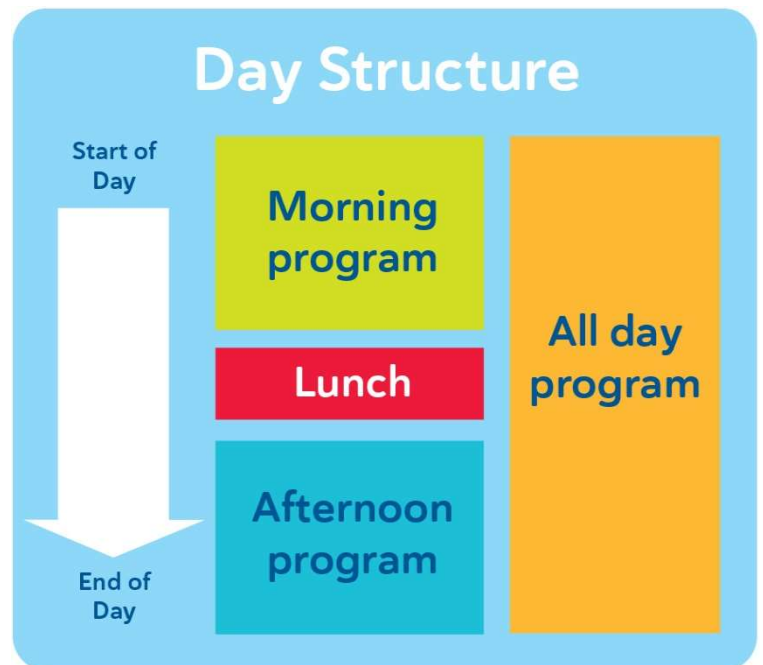 Day Structure
Start of
Day
Morning
program
Lunch
Afternoon
program
All day
program
End of
Day